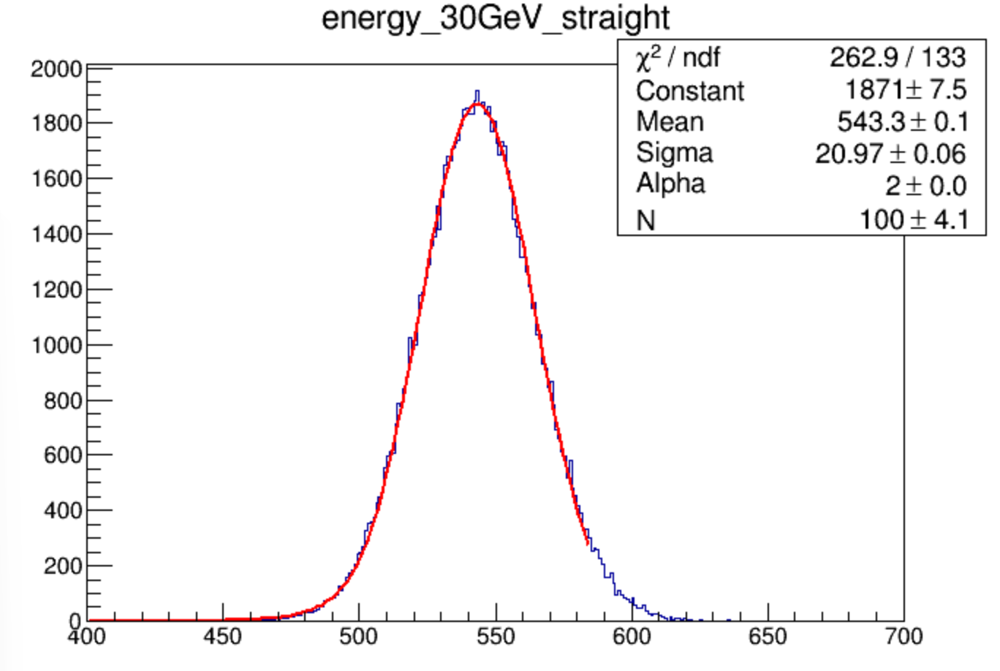 energy_30GeV_straight
χ² / ndf 262.9 / 133
Constant 1871± 7.5
Mean 543.3 ± 0.1
Sigma 20.97 ± 0.06
Alpha 2 ± 0.0
N 100 ± 4.1
2000
1800
1600
1400
1200
1000
800
600
400
200
0
400 450 500 550 600 650 700